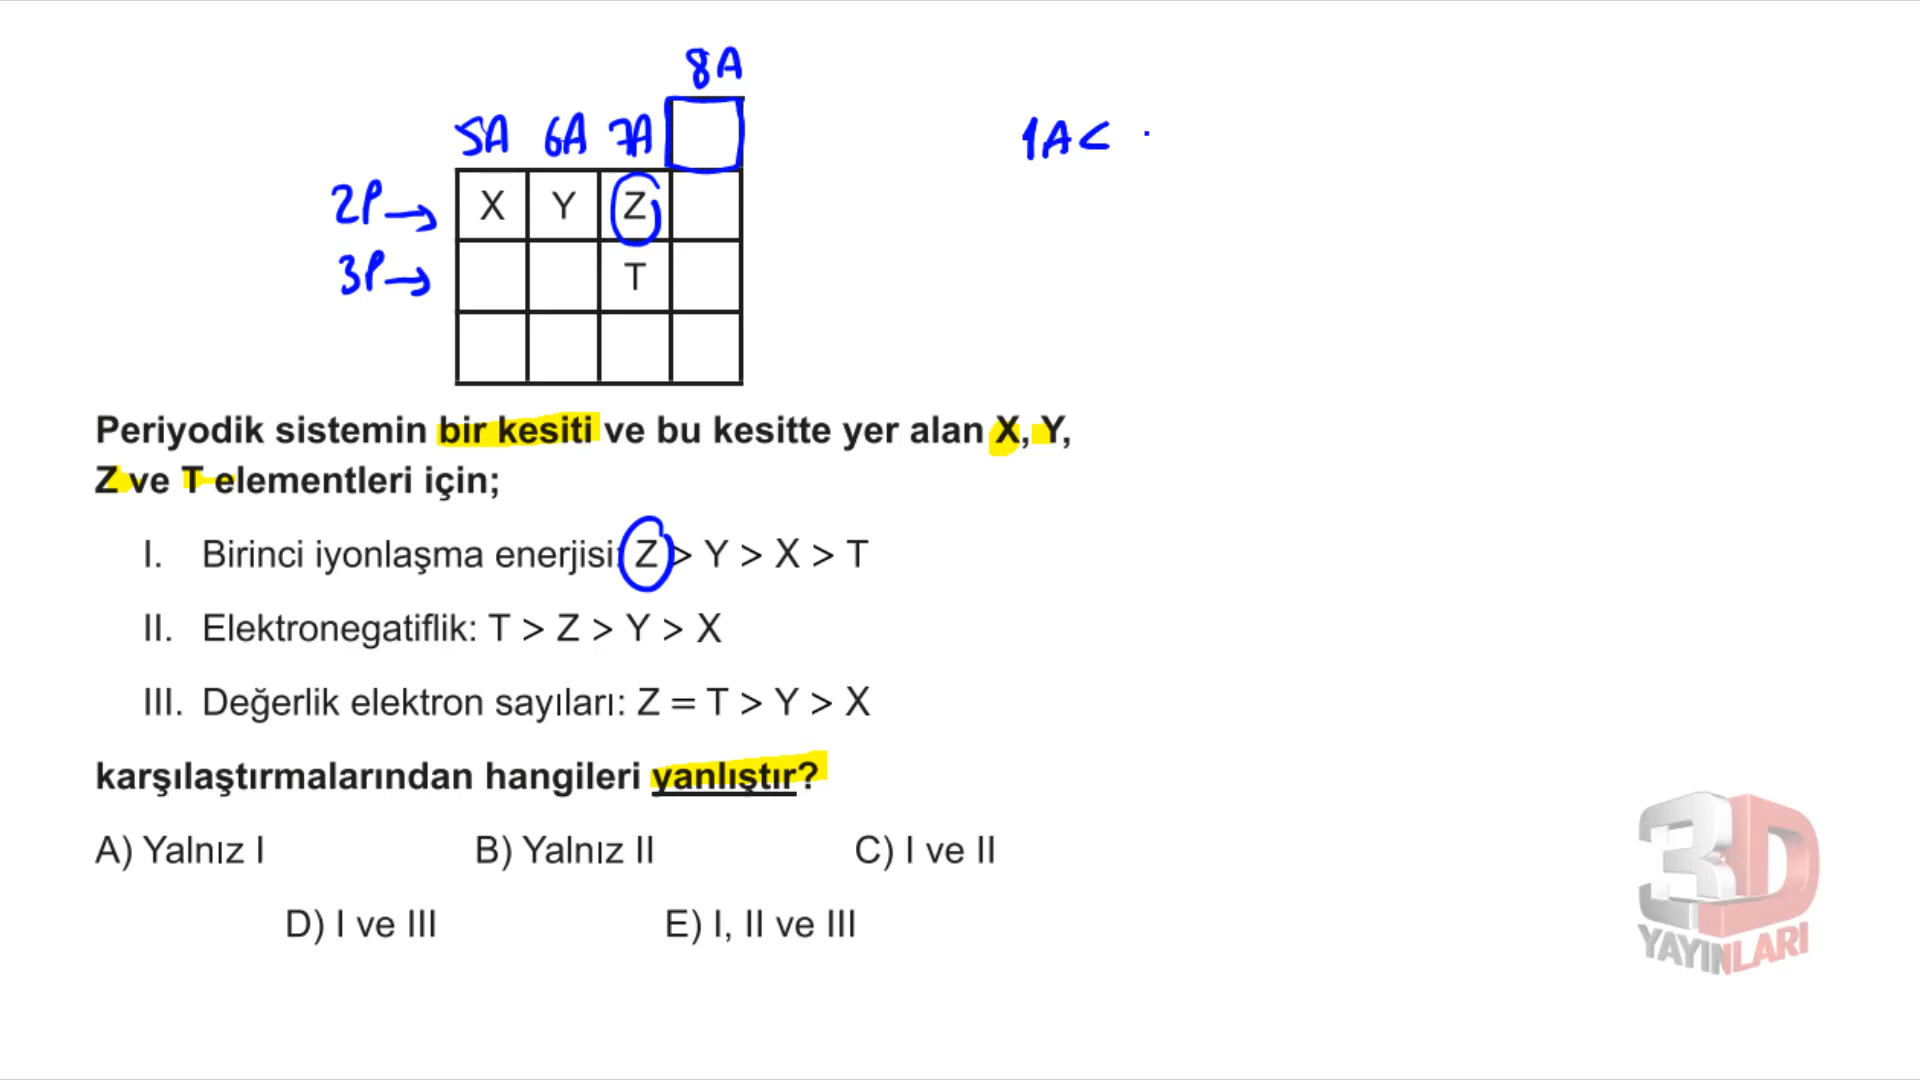 8A
5A 6A 7A
1A<
2P→ X Y Z
3P→ T
Periyodik sistemin bir kesiti ve bu kesitte yer alan X, Y,
Z ve T elementleri için;
I. Birinci iyonlaşma enerjisi: Z > Y > X > T
II. Elektronegatiflik: T > Z > Y > X
III. Değerlik elektron sayıları: Z = T > Y > X
karşılaştırmalarından hangileri yanlıştır?
A) Yalnız I B) Yalnız II C) I ve II
D) I ve III E) I, II ve III
3D
YAYINLARI